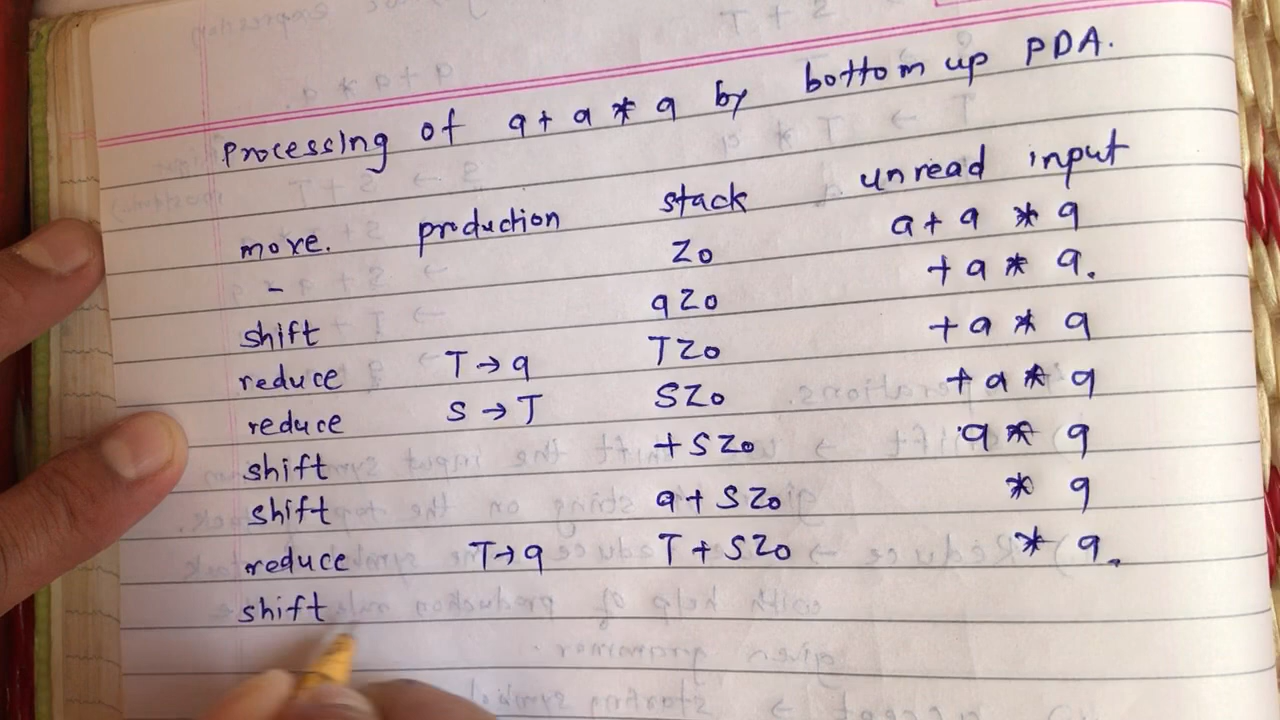 Processing of a + a * a by bottom up PDA.
move. production stack unread input
- Z0 a + a * a
shift aZ0 + a * a.
reduce T → a TZ0 + a * a
reduce S → T SZ0 + a * a
shift + SZ0 a * a
shift a + SZ0 * a
reduce T → a T + SZ0 * a.
shift